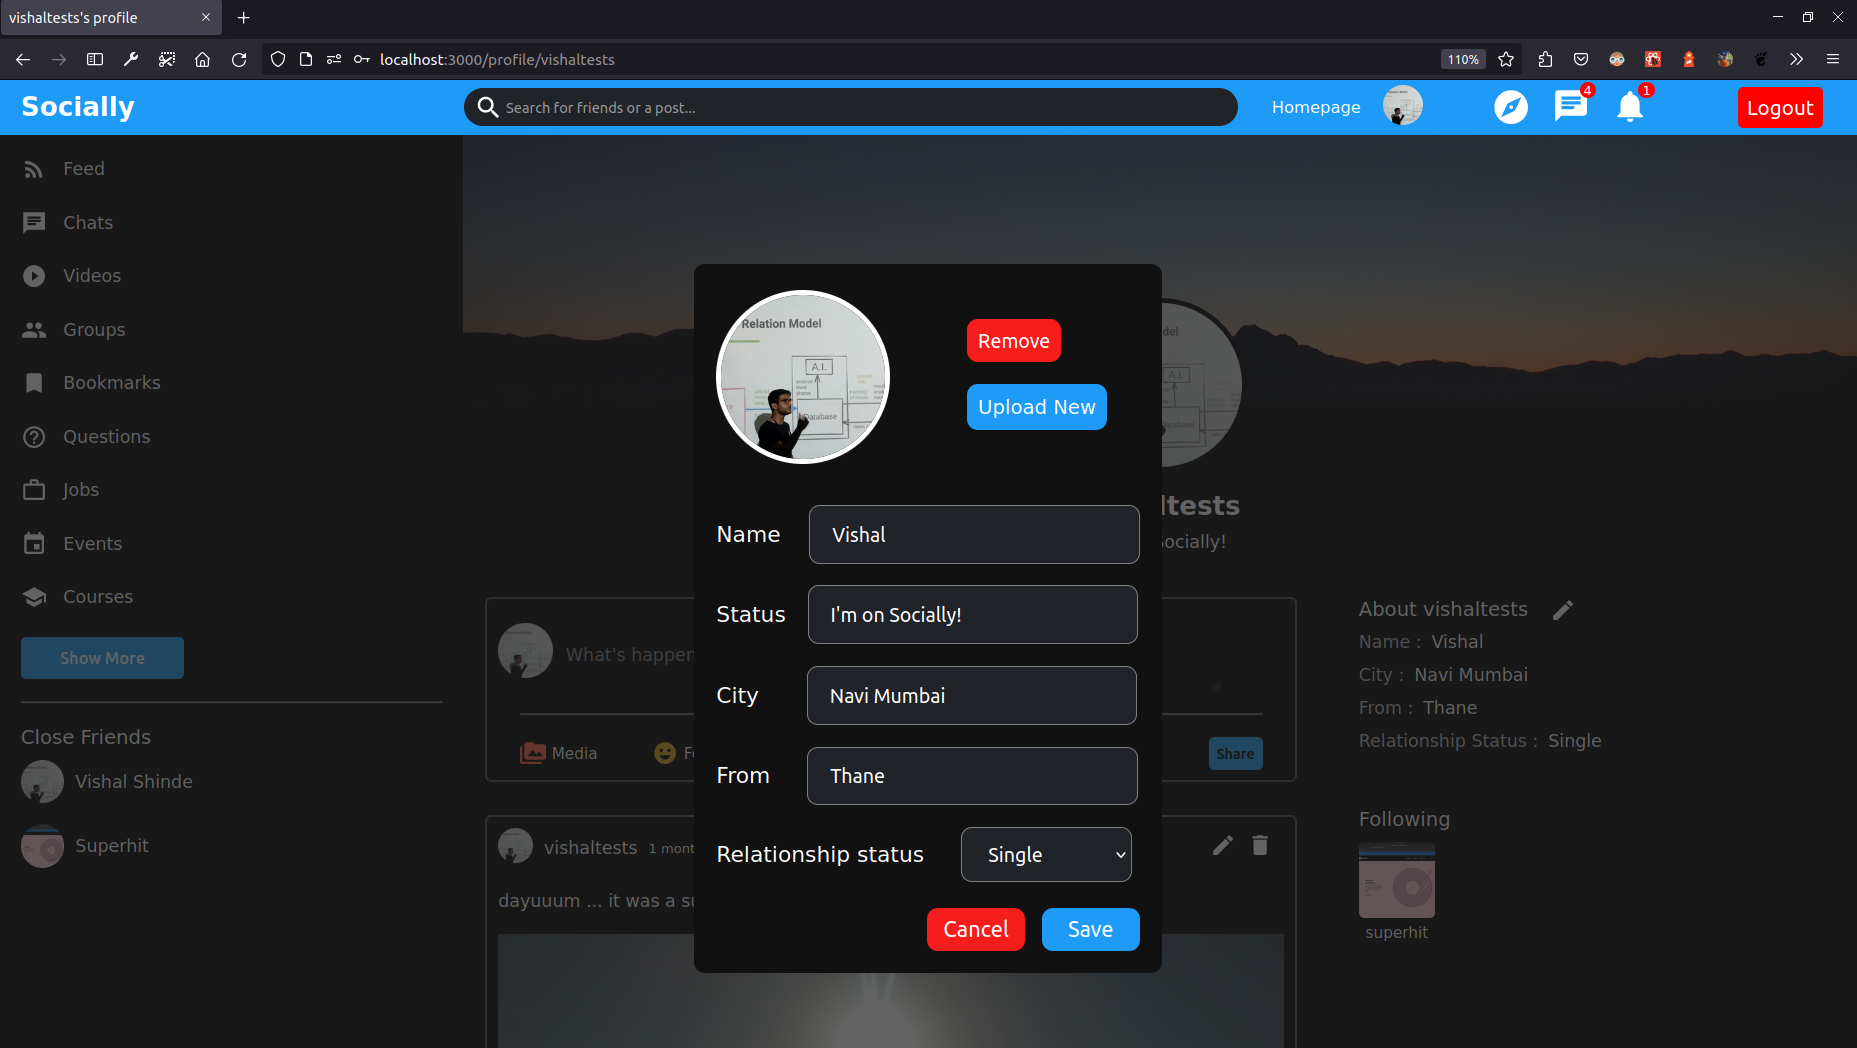 vishaltests's profile
localhost:3000/profile/vishaltests
110%
Socially
Search for friends or a post...
Homepage
4
1
Logout
Feed
Chats
Videos
Groups
Bookmarks
Questions
Jobs
Events
Courses
Show More
Close Friends
Vishal Shinde
Superhit
Relation Model
A.I.
Database
Remove
Upload New
Name
Vishal
Status
I'm on Socially!
City
Navi Mumbai
From
Thane
Relationship status
Single
Cancel
Save
ltests
Socially!
What's happen
Media
Share
vishaltests 1 mont
dayuuum ... it was a su
About vishaltests
Name : Vishal
City : Navi Mumbai
From : Thane
Relationship Status : Single
Following
superhit